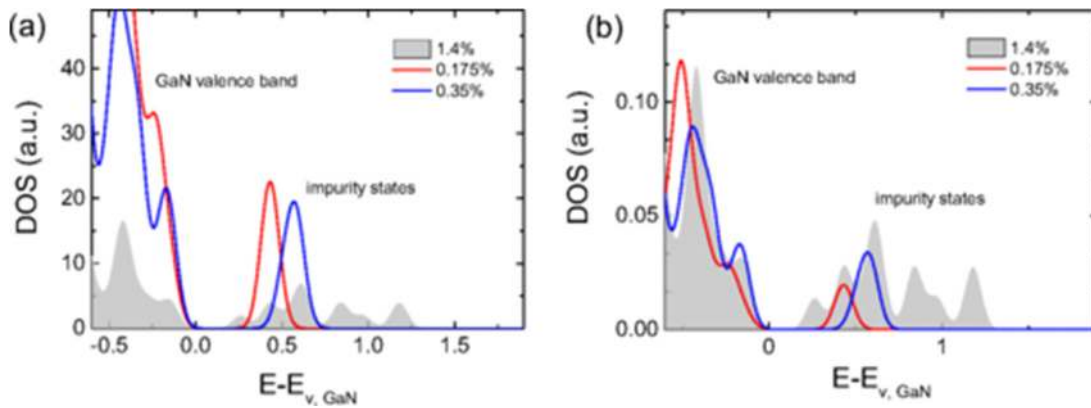 (a)
DOS (a.u.)
40
30
20
10
0
GaN valence band
1.4%
0.175%
0.35%
impurity states
-0.5 0.0 0.5 1.0 1.5
E-Ev, GaN
(b)
DOS (a.u.)
0.10
0.05
0.00
GaN valence band
1.4%
0.175%
0.35%
impurity states
0 1
E-Ev, GaN